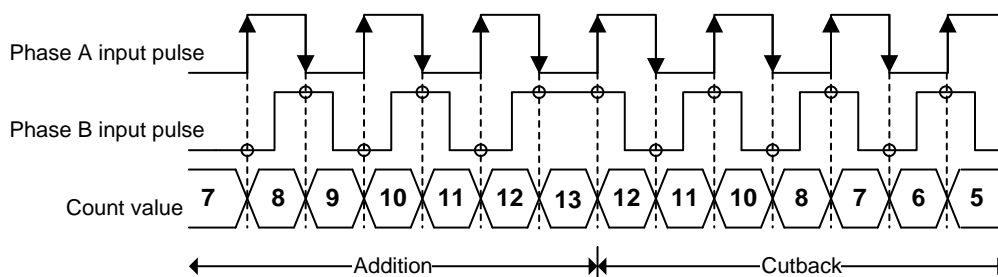 Phase A input pulse
Phase B input pulse
Count value 7 8 9 10 11 12 13 12 11 10 8 7 6 5
Addition Cutback